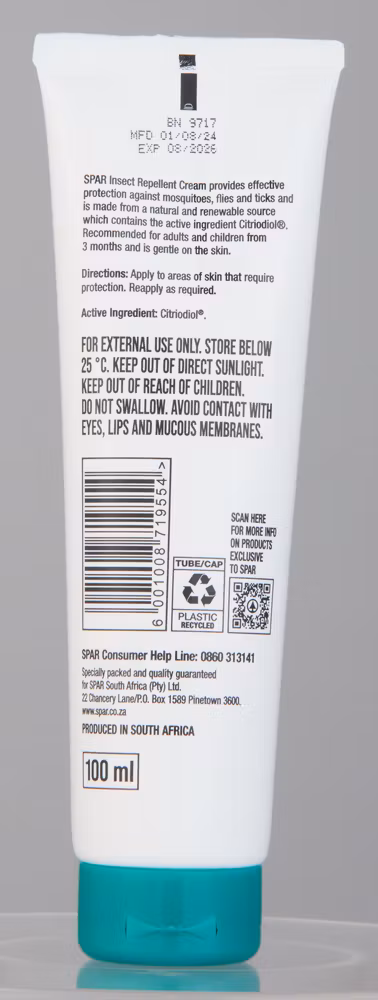 BN 9717
MFD 01/08/24
EXP 08/2026
SPAR Insect Repellent Cream provides effective
protection against mosquitoes, flies and ticks and
is made from a natural and renewable source
which contains the active ingredient Citriodiol®.
Recommended for adults and children from
3 months and is gentle on the skin.
Directions: Apply to areas of skin that require
protection. Reapply as required.
Active Ingredient: Citriodiol®.
FOR EXTERNAL USE ONLY. STORE BELOW
25 °C. KEEP OUT OF DIRECT SUNLIGHT.
KEEP OUT OF REACH OF CHILDREN.
DO NOT SWALLOW. AVOID CONTACT WITH
EYES, LIPS AND MUCOUS MEMBRANES.
6 001008 719554 >
SCAN HERE
FOR MORE INFO
ON PRODUCTS
EXCLUSIVE
TO SPAR
TUBE/CAP
PLASTIC
RECYCLED
SPAR Consumer Help Line: 0860 313141
Specially packed and quality guaranteed
for SPAR South Africa (Pty) Ltd.
22 Chancery Lane/P.O. Box 1589 Pinetown 3600.
www.spar.co.za
PRODUCED IN SOUTH AFRICA
100 ml